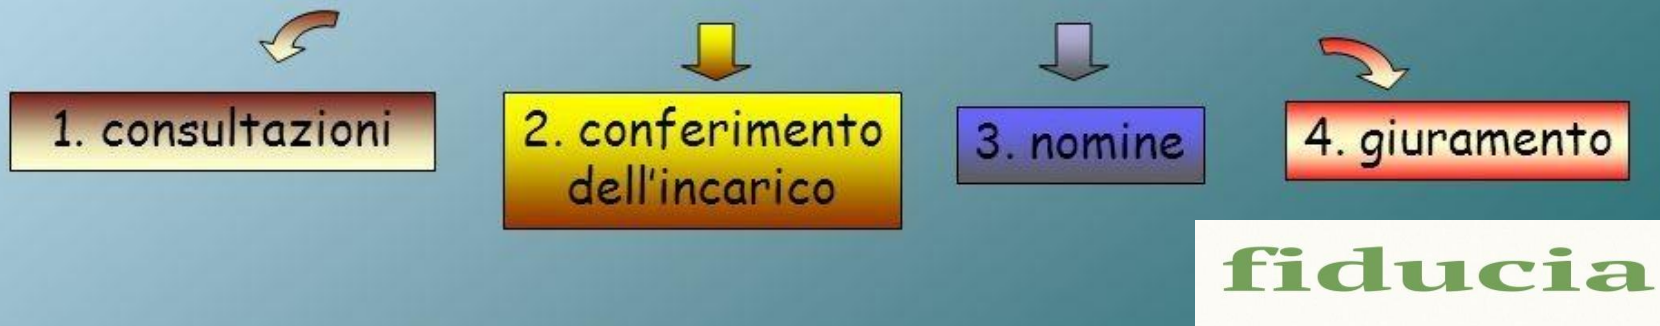 1. consultazioni
2. conferimento
dell'incarico
3. nomine
4. giuramento
fiducia